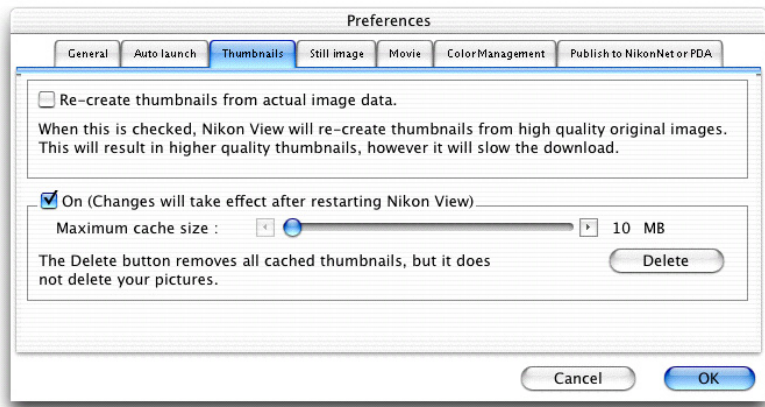 Preferences
General Auto launch Thumbnails Still image Movie ColorManagement Publish to NikonNet or PDA
Re-create thumbnails from actual image data.
When this is checked, Nikon View will re-create thumbnails from high quality original images.
This will result in higher quality thumbnails, however it will slow the download.
On (Changes will take effect after restarting Nikon View)
Maximum cache size : 10 MB
The Delete button removes all cached thumbnails, but it does
not delete your pictures.
Delete
Cancel OK